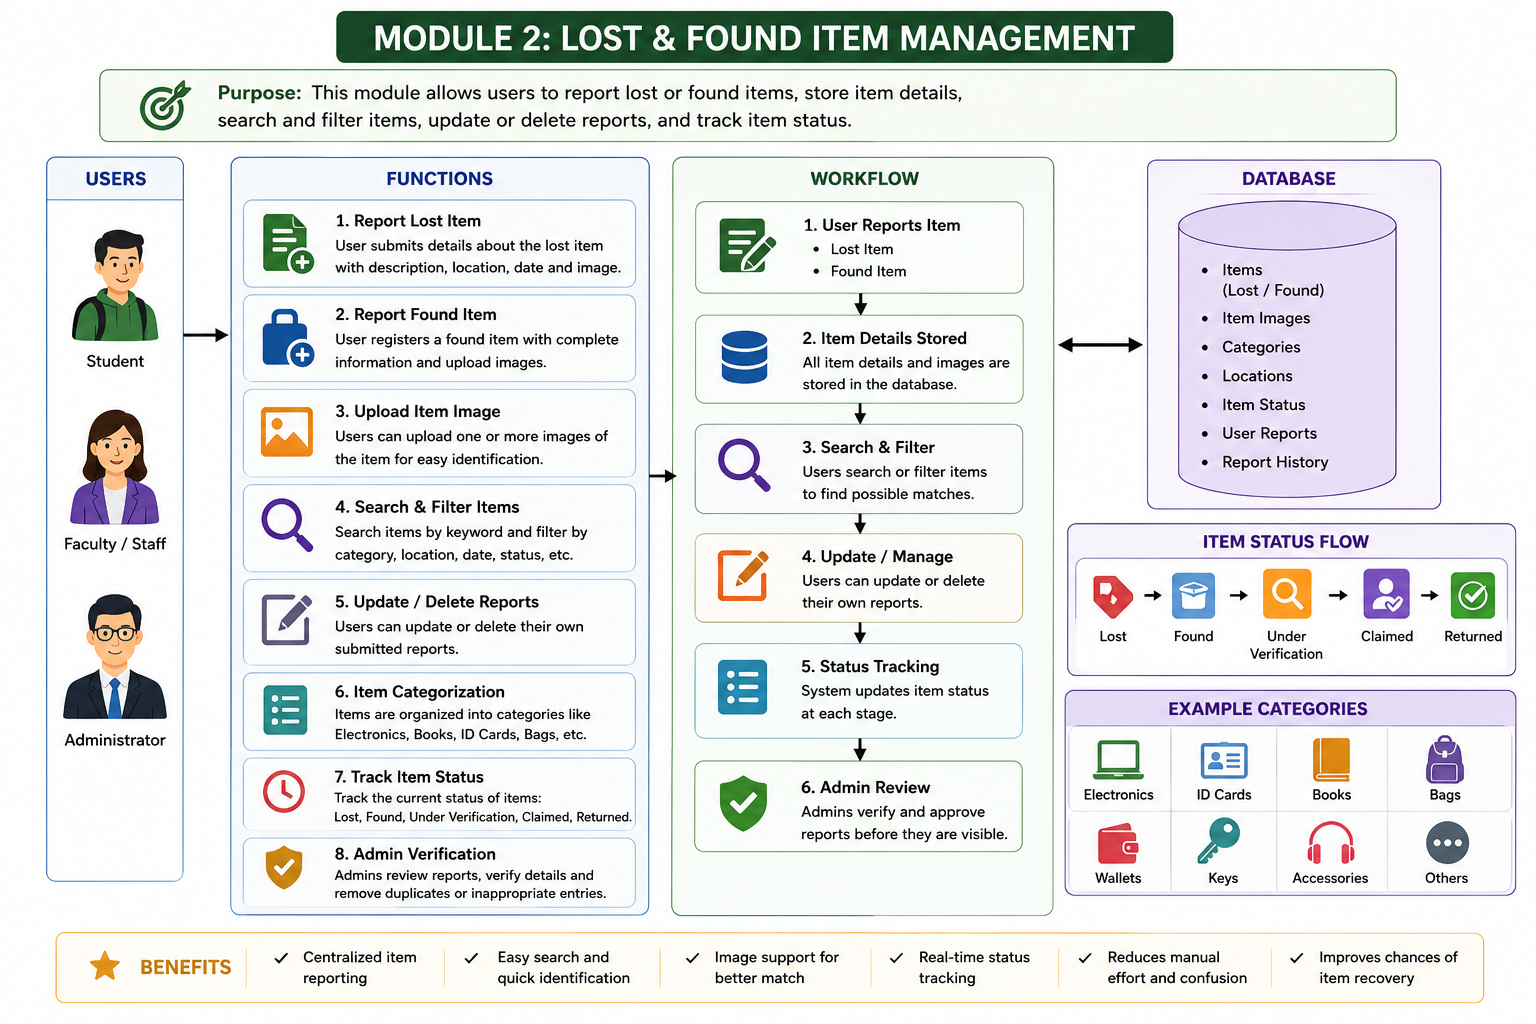 MODULE 2: LOST & FOUND ITEM MANAGEMENT
Purpose: This module allows users to report lost or found items, store item details,
search and filter items, update or delete reports, and track item status.
USERS
Student
Faculty / Staff
Administrator
FUNCTIONS
1. Report Lost Item
User submits details about the lost item
with description, location, date and image.
2. Report Found Item
User registers a found item with complete
information and upload images.
3. Upload Item Image
Users can upload one or more images of
the item for easy identification.
4. Search & Filter Items
Search items by keyword and filter by
category, location, date, status, etc.
5. Update / Delete Reports
Users can update or delete their own
submitted reports.
6. Item Categorization
Items are organized into categories like
Electronics, Books, ID Cards, Bags, etc.
7. Track Item Status
Track the current status of items:
Lost, Found, Under Verification, Claimed, Returned.
8. Admin Verification
Admins review reports, verify details and
remove duplicates or inappropriate entries.
WORKFLOW
1. User Reports Item
• Lost Item
• Found Item
2. Item Details Stored
All item details and images are
stored in the database.
3. Search & Filter
Users search or filter items
to find possible matches.
4. Update / Manage
Users can update or delete
their own reports.
5. Status Tracking
System updates item status
at each stage.
6. Admin Review
Admins verify and approve
reports before they are visible.
DATABASE
• Items
(Lost / Found)
• Item Images
• Categories
• Locations
• Item Status
• User Reports
• Report History
ITEM STATUS FLOW
Lost
Found
Under
Verification
Claimed
Returned
EXAMPLE CATEGORIES
Electronics
ID Cards
Books
Bags
Wallets
Keys
Accessories
Others
BENEFITS
Centralized item
reporting
Easy search and
quick identification
Image support for
better match
Real-time status
tracking
Reduces manual
effort and confusion
Improves chances of
item recovery